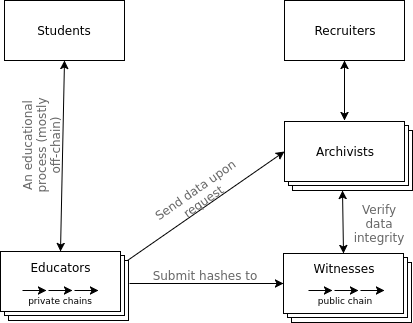 Students
Recruiters
An educational
process (mostly
off-chain)
Send data upon
request
Archivists
Verify
data
integrity
Educators
private chains
Submit hashes to
Witnesses
public chain